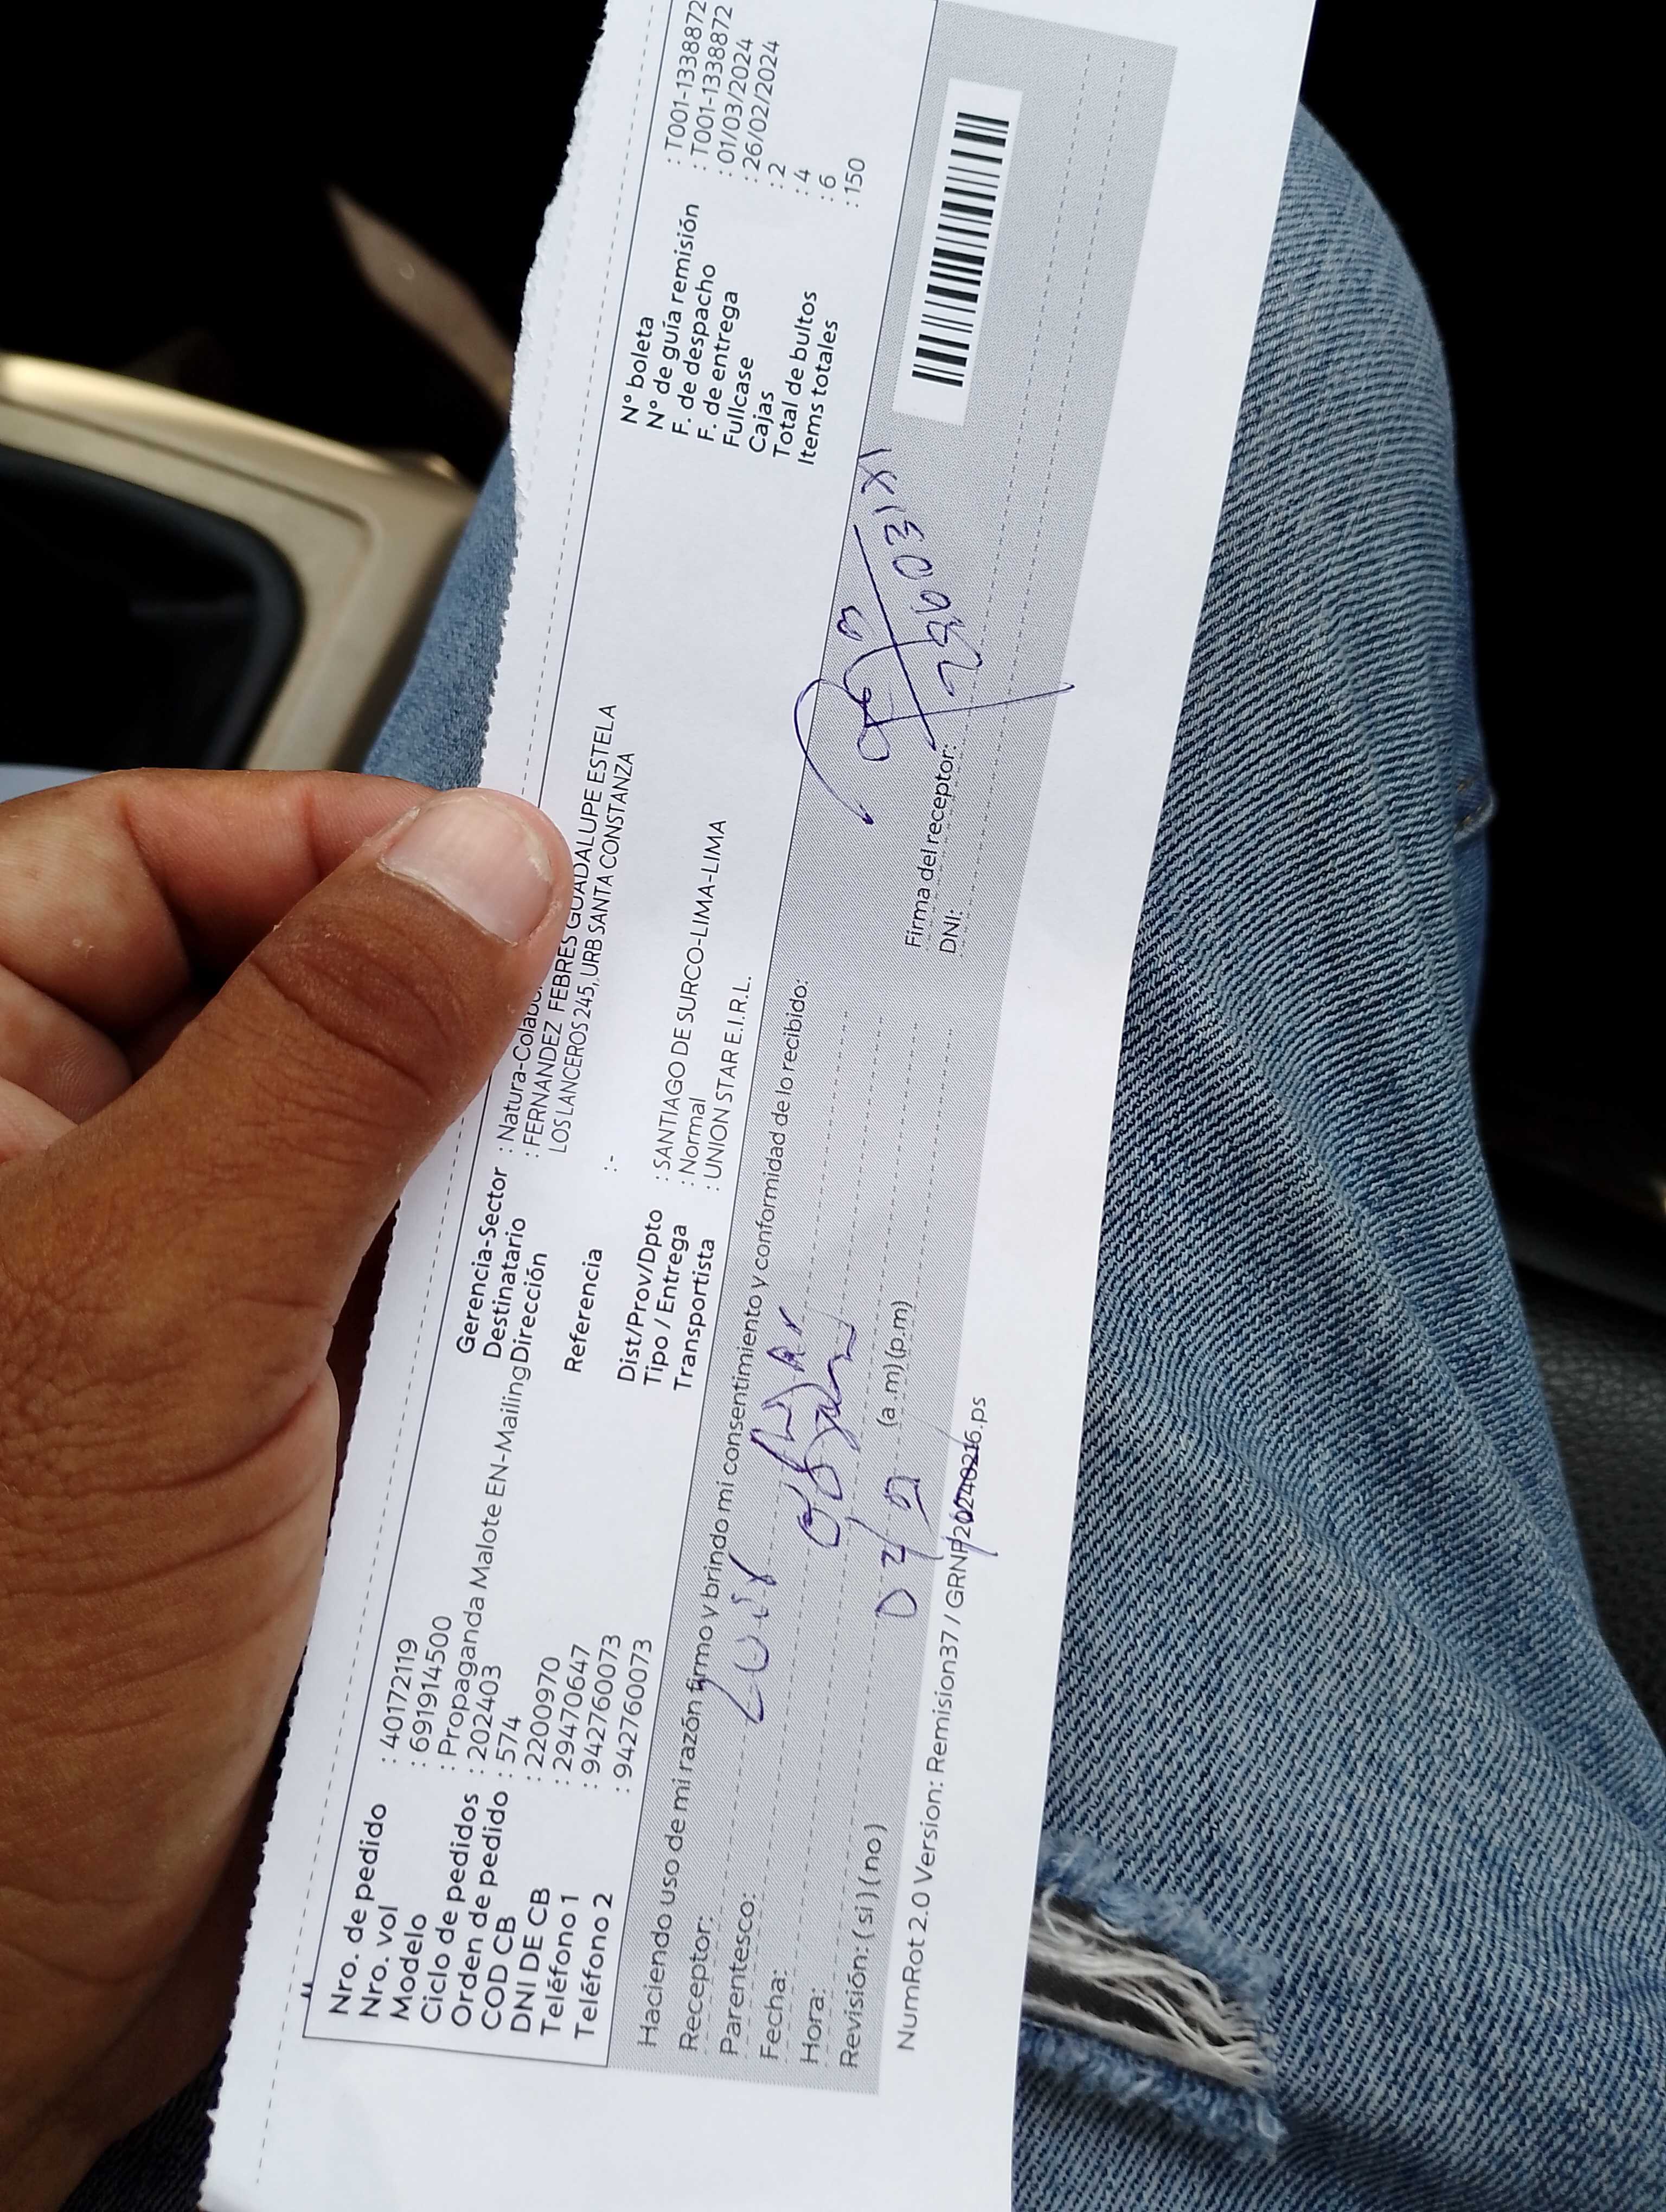 Nro. de pedido : 40172119
Nro. vol : 691914500
Modelo : Propaganda Malote EN-Mailing
Ciclo de pedidos : 202403
Orden de pedido : 574
COD CB : 2200970
DNI DE CB : 29470647
Teléfono 1 : 942760073
Teléfono 2 : 942760073
Gerencia-Sector : Natura-Colabo
Destinatario : FERNANDEZ FEBRES GUADALUPE ESTELA
Dirección LOS LANCEROS 245,,URB SANTA CONSTANZA
Referencia :-
Dist/Prov/Dpto : SANTIAGO DE SURCO-LIMA-LIMA
Tipo / Entrega : Normal
Transportista : UNION STAR E.I.R.L.
N° boleta : T001-1338872
N° de guía remisión : T001-1338872
F. de despacho : 01/03/2024
F. de entrega : 26/02/2024
Fullcase : 2
Cajas : 4
Total de bultos : 6
Items totales : 150
Haciendo uso de mi razón firmo y brindo mi consentimiento y conformidad de lo recibido:
Receptor:
Parentesco:
Fecha:
Hora: (a .m) (p.m)
Revisión: ( si ) ( no )
Firma del receptor:
DNI:
NumRot 2.0 Version: Remision37 / GRNP20240216.ps